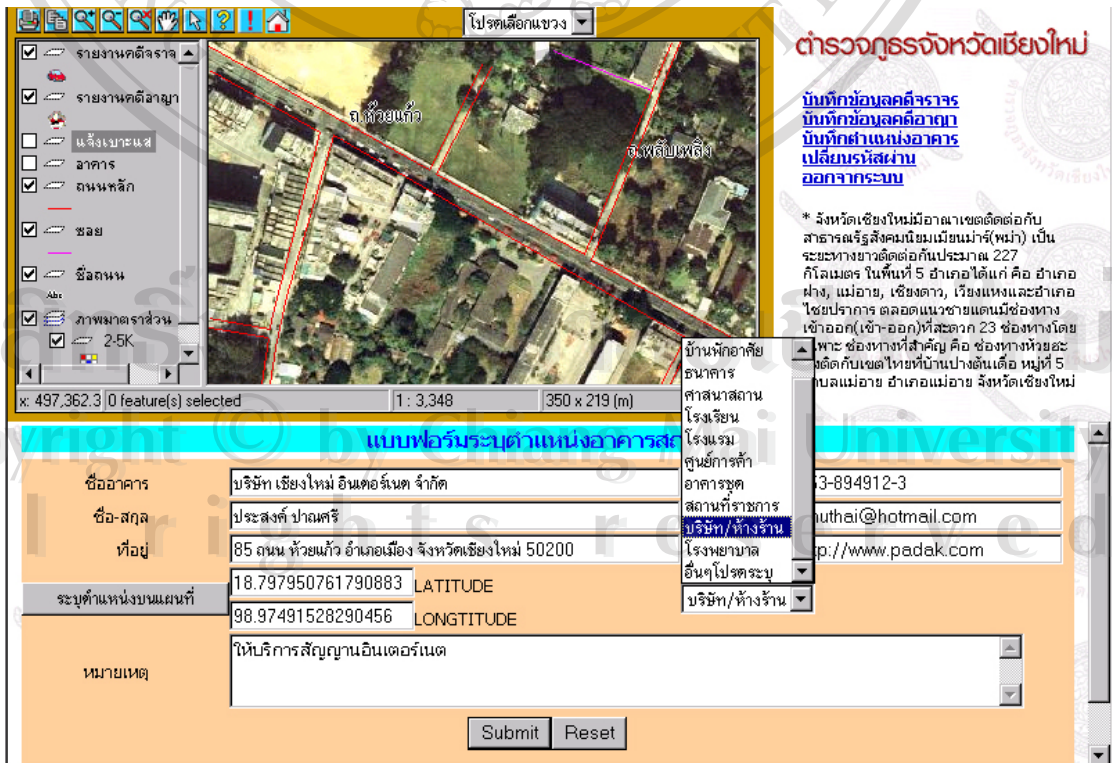 โปรดเลือกแขวง
ตำรวจภูธรจังหวัดเชียงใหม่
รายงานคดีจราจ
รายงานคดีอาญา
แจ้งเบาะแส
อาคาร
ถนนหลัก
ซอย
ชื่อถนน
Abc
ภาพมาตราส่วน
2-5K
ถ.ห้วยแก้ว
ถ.พลับเพลิง
x: 497,362.3 0 feature(s) selected 1 : 3,348 350 x 219 (m)
บันทึกข้อมูลคดีจราจร
บันทึกข้อมูลคดีอาญา
บันทึกตำแหน่งอาคาร
เปลี่ยนรหัสผ่าน
ออกจากระบบ
* จังหวัดเชียงใหม่มีอาณาเขตติดต่อกับ
สาธารณรัฐสังคมนิยมเมียนม่าร์(พม่า) เป็น
ระยะทางยาวติดต่อกันประมาณ 227
กิโลเมตร ในพื้นที่ 5 อำเภอได้แก่ คือ อำเภอ
ฝาง, แม่อาย, เชียงดาว, เวียงแหงและอำเภอ
ไชยปราการ ตลอดแนวชายแดนมีช่องทาง
เข้าออก(เข้า-ออก)ที่สะดวก 23 ช่องทางโดย
เพาะ ช่องทางที่สำคัญ คือ ช่องทางห้วยฮะ
ติดกับเขตไทยที่บ้านปางต้นเดื่อ หมู่ที่ 5
บลแม่อาย อำเภอแม่อาย จังหวัดเชียงใหม่
แบบฟอร์มระบุตำแหน่งอาคารสถ
ชื่ออาคาร บริษัท เชียงใหม่ อินเตอร์เนต จำกัด 3-894912-3
ชื่อ-สกุล ประสงค์ ปาณศรี nuthai@hotmail.com
ที่อยู่ 85 ถนน ห้วยแก้ว อำเภอเมือง จังหวัดเชียงใหม่ 50200 tp://www.padak.com
บ้านพักอาศัย
ธนาคาร
ศาสนาสถาน
โรงเรียน
โรงแรม
ศูนย์การค้า
อาคารชุด
สถานที่ราชการ
บริษัท/ห้างร้าน
โรงพยาบาล
อื่นๆโปรดระบุ
บริษัท/ห้างร้าน
ระบุตำแหน่งบนแผนที่
18.797950761790883 LATITUDE
98.97491528290456 LONGTITUDE
หมายเหตุ ให้บริการสัญญานอินเตอร์เนต
Submit Reset
by Chiang Mai University
rights reserved